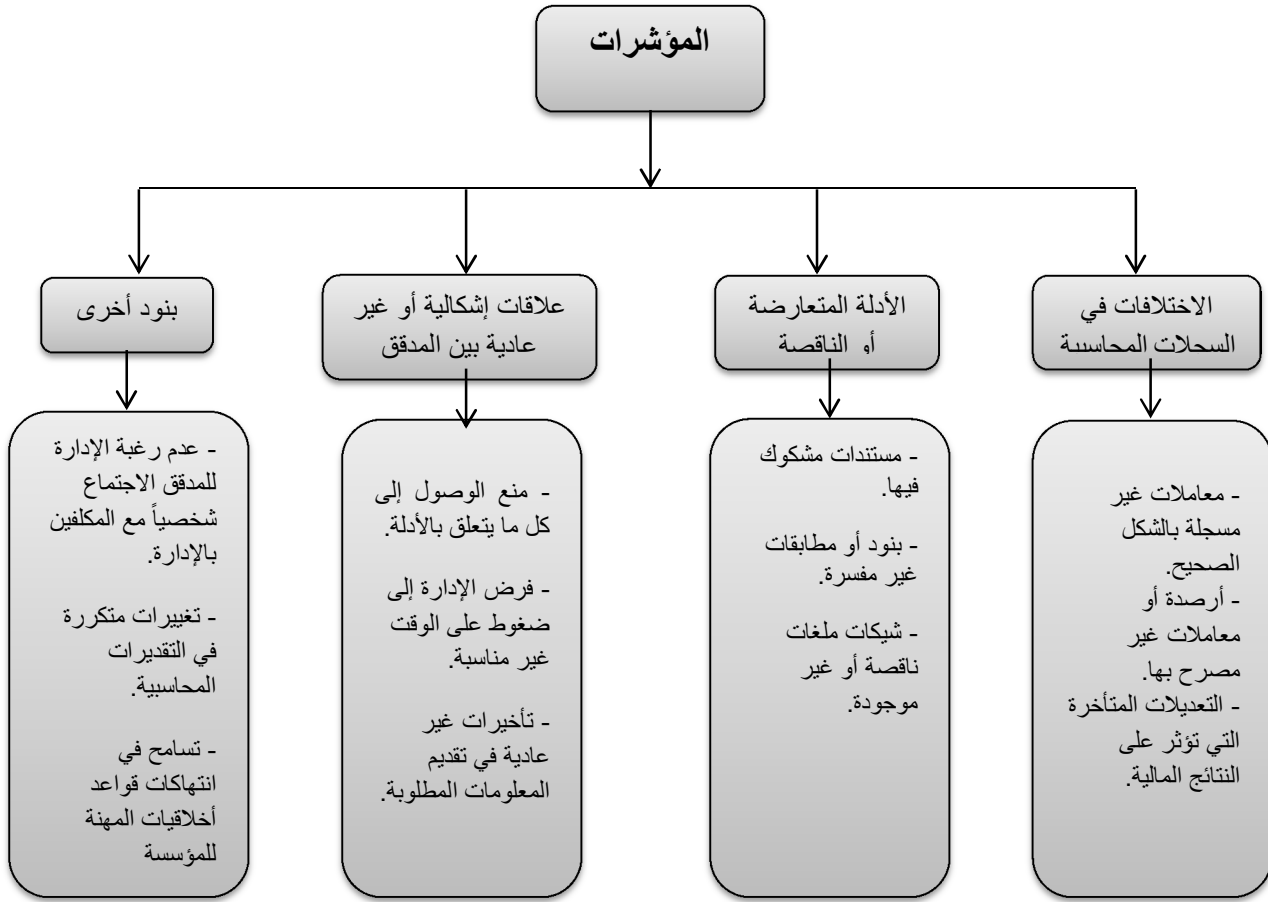 المؤشرات
الاختلافات في
السجلات المحاسبية
الأدلة المتعارضة
أو الناقصة
علاقات إشكالية أو غير
عادية بين المدقق
بنود أخرى
- معاملات غير
مسجلة بالشكل
الصحيح.
- أرصدة أو
معاملات غير
مصرح بها.
- التعديلات المتأخرة
التي تؤثر على
النتائج المالية.
- مستندات مشكوك
فيها.
- بنود أو مطابقات
غير مفسرة.
- شيكات ملغات
ناقصة أو غير
موجودة.
- منع الوصول إلى
كل ما يتعلق بالأدلة.
- فرض الإدارة إلى
ضغوط على الوقت
غير مناسبة.
- تأخيرات غير
عادية في تقديم
المعلومات المطلوبة.
- عدم رغبة الإدارة
للمدقق الاجتماع
شخصياً مع المكلفين
بالإدارة.
- تغييرات متكررة
في التقديرات
المحاسبية.
- تسامح في
انتهاكات قواعد
أخلاقيات المهنة
للمؤسسة